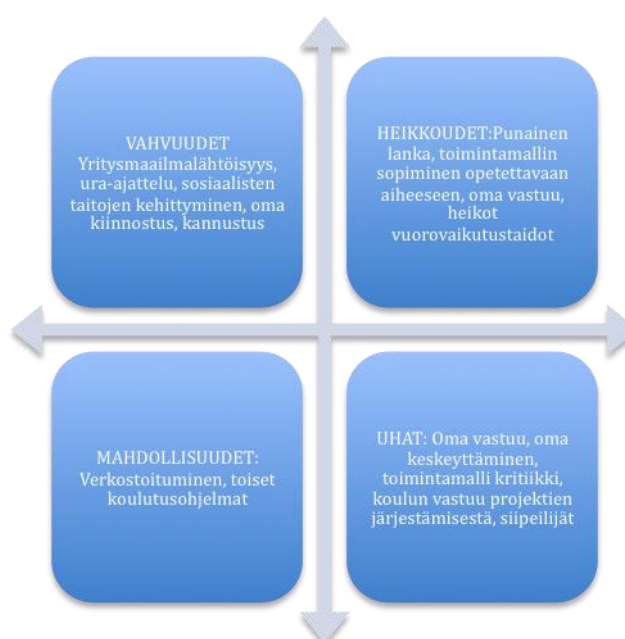 VAHVUUDET
Yritysmaailmalähtöisyys,
ura-ajattelu, sosiaalisten
taitojen kehittyminen, oma
kiinnostus, kannustus
HEIKKOUDET:Punainen
lanka, toimintamallin
sopiminen opetettavaan
aiheeseen, oma vastuu,
heikot
vuorovaikutustaidot
MAHDOLLISUUDET:
Verkostoituminen, toiset
koulutusohjelmat
UHAT: Oma vastuu, oma
keskeyttäminen,
toimintamalli kritiikki,
koulun vastuu projektien
järjestämisestä, siipeilijät